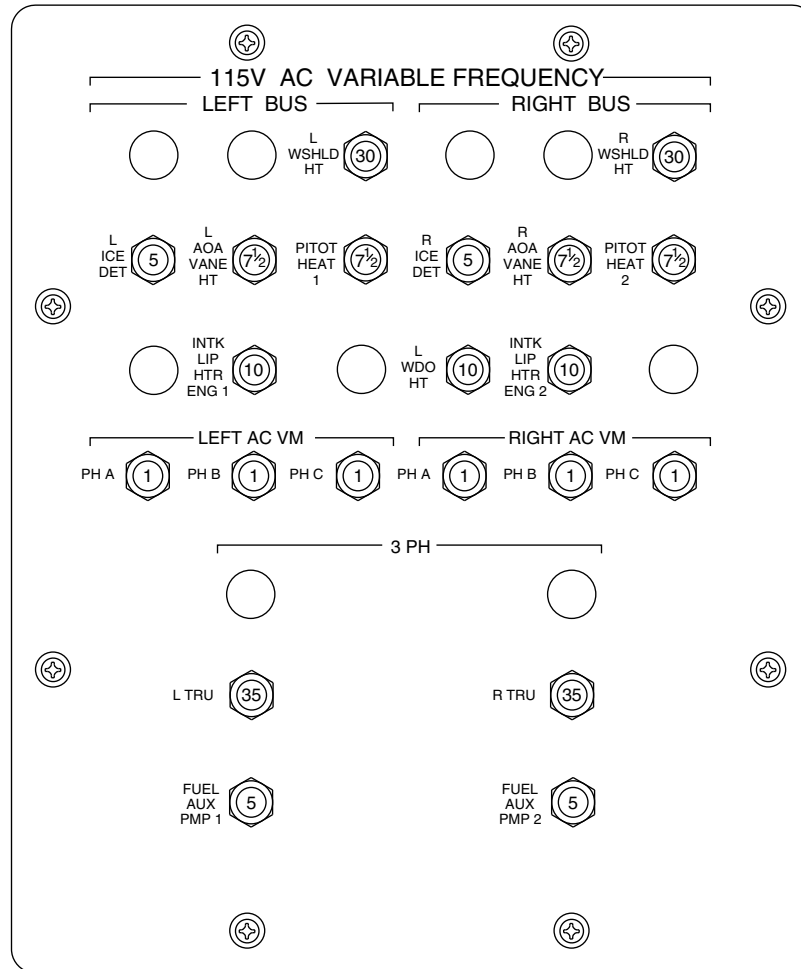 115V AC VARIABLE FREQUENCY
LEFT BUS
RIGHT BUS
L
WSHLD
HT
30
R
WSHLD
HT
30
L
ICE
DET
5
L
AOA
VANE
HT
7½
PITOT
HEAT
1
7½
R
ICE
DET
5
R
AOA
VANE
HT
7½
PITOT
HEAT
2
7½
INTK
LIP
HTR
ENG 1
10
L
WDO
HT
10
INTK
LIP
HTR
ENG 2
10
LEFT AC VM
RIGHT AC VM
PH A 1 PH B 1 PH C 1 PH A 1 PH B 1 PH C 1
3 PH
L TRU 35
R TRU 35
FUEL
AUX
PMP 1
5
FUEL
AUX
PMP 2
5